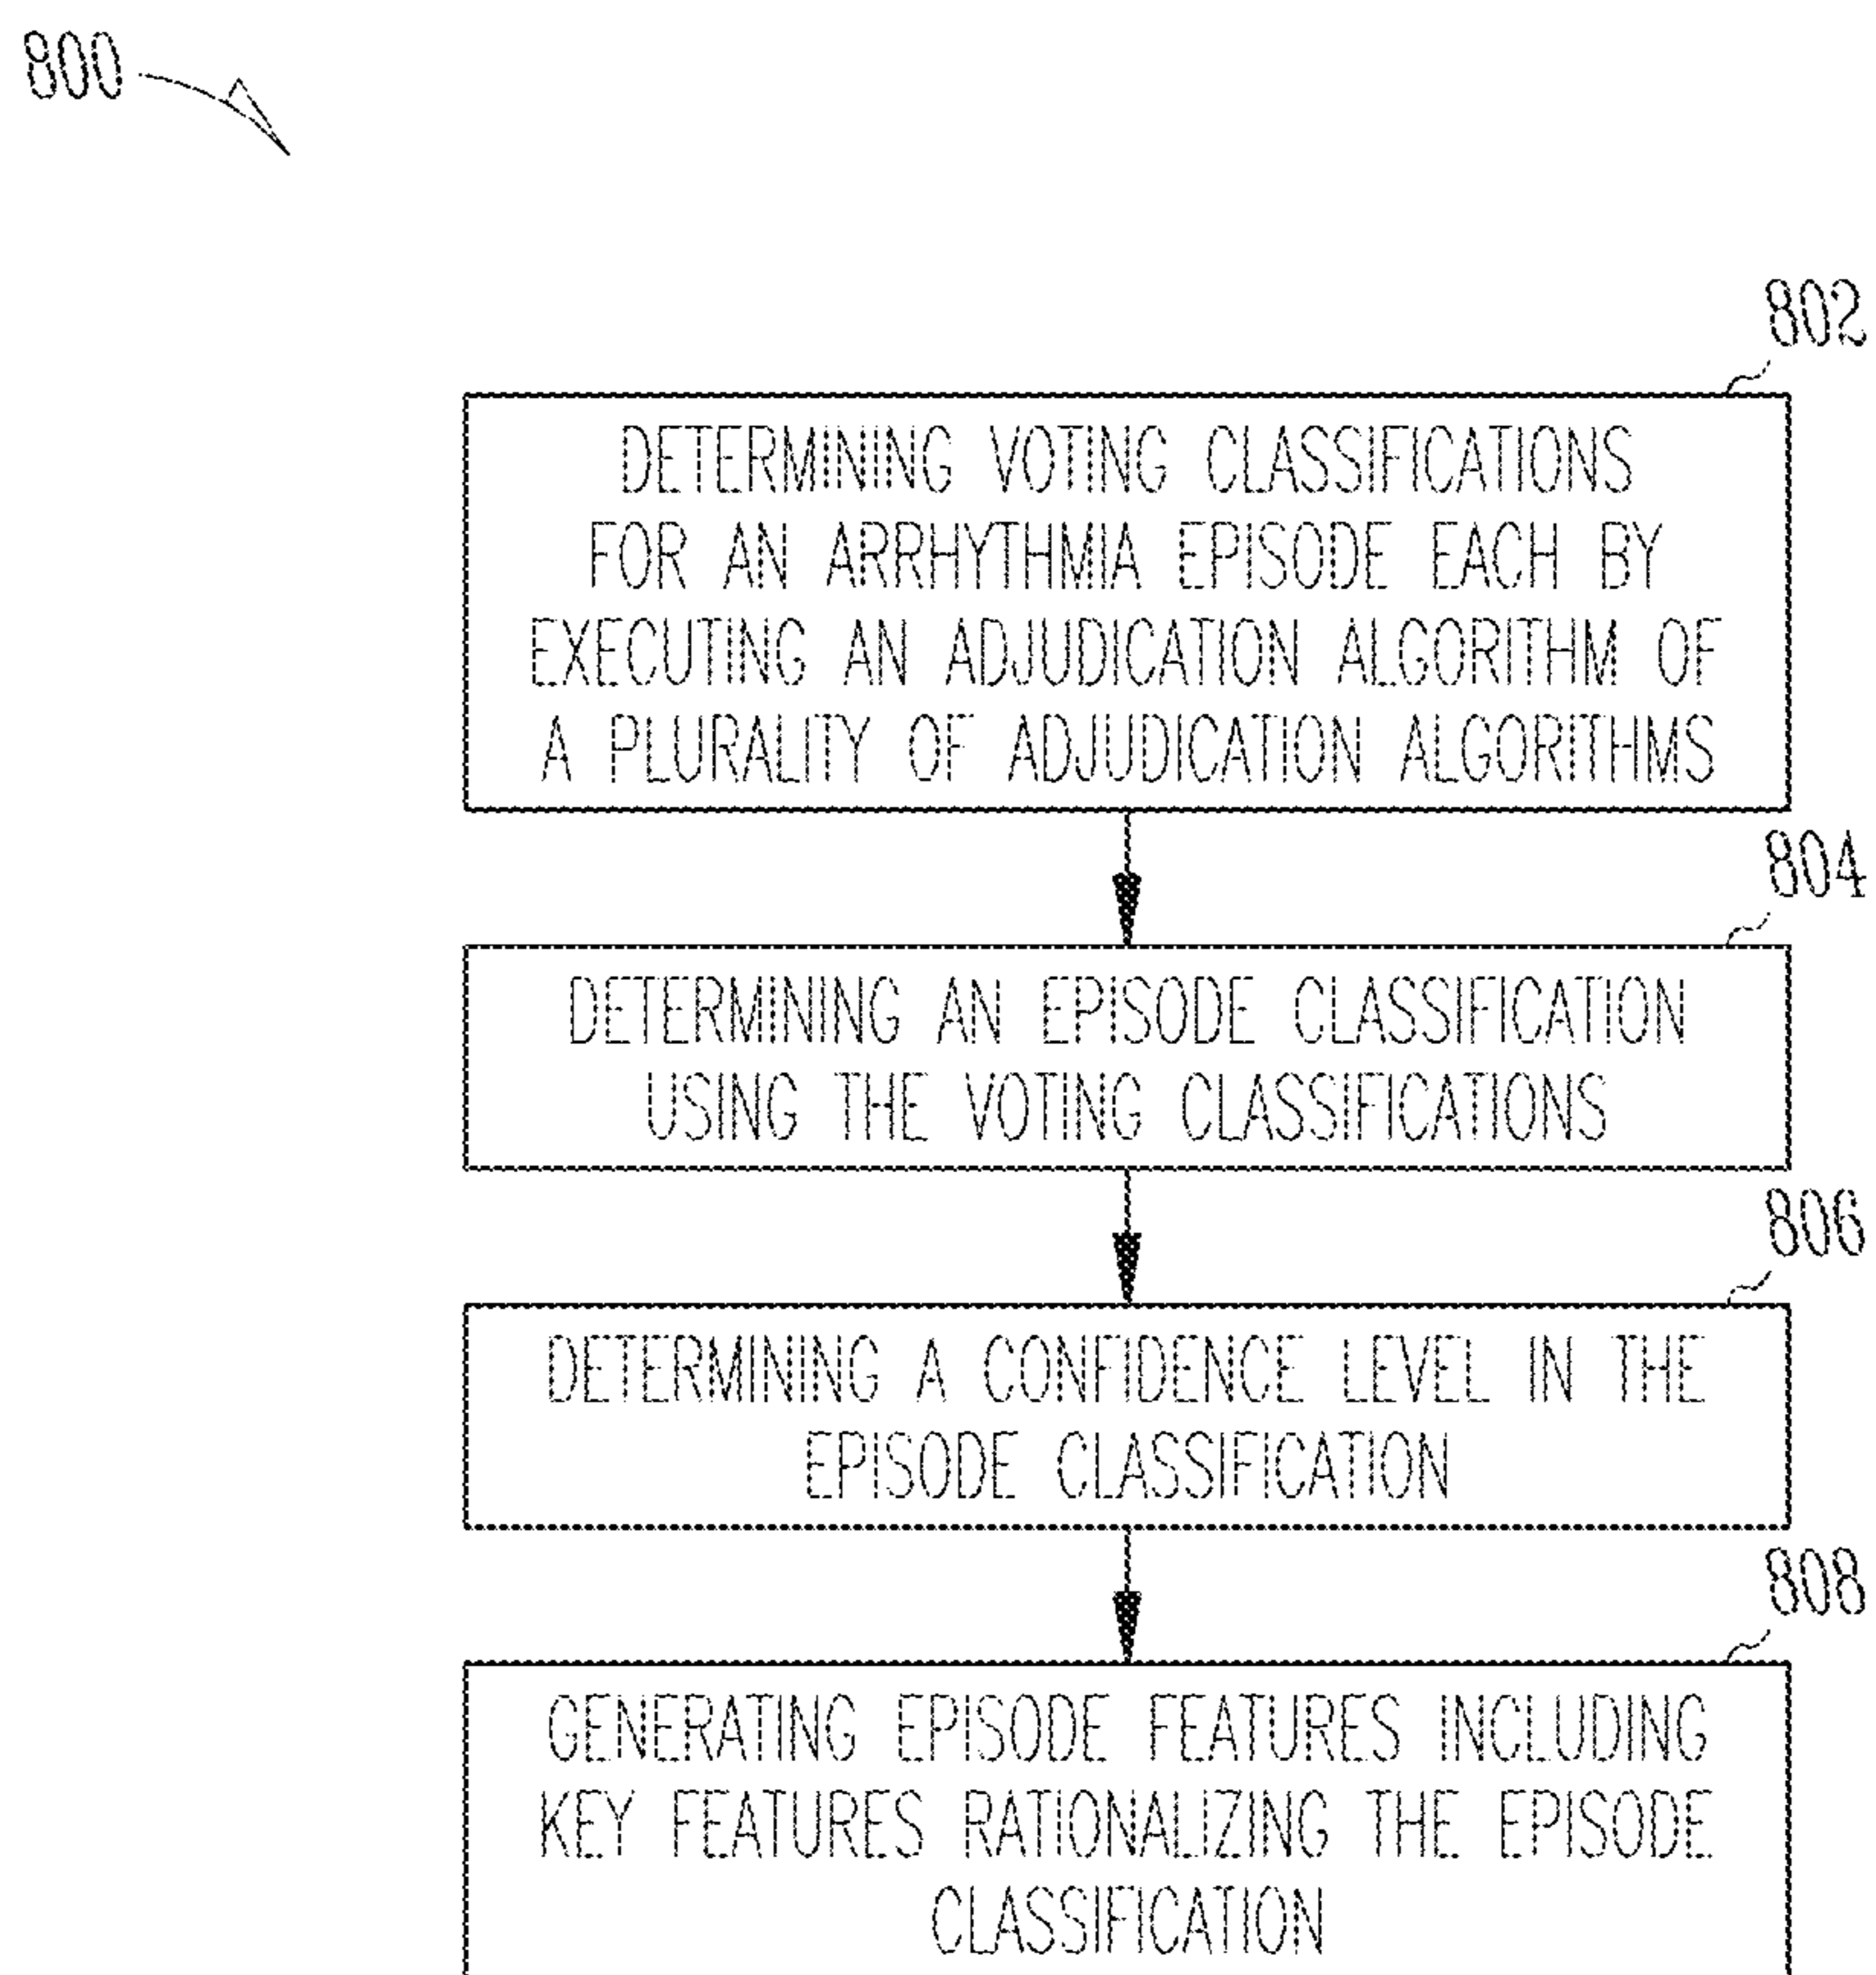 800
802
DETERMINING VOTING CLASSIFICATIONS
FOR AN ARRHYTHMIA EPISODE EACH BY
EXECUTING AN ADJUDICATION ALGORITHM OF
A PLURALITY OF ADJUDICATION ALGORITHMS
804
DETERMINING AN EPISODE CLASSIFICATION
USING THE VOTING CLASSIFICATIONS
806
DETERMINING A CONFIDENCE LEVEL IN THE
EPISODE CLASSIFICATION
808
GENERATING EPISODE FEATURES INCLUDING
KEY FEATURES RATIONALIZING THE EPISODE
CLASSIFICATION